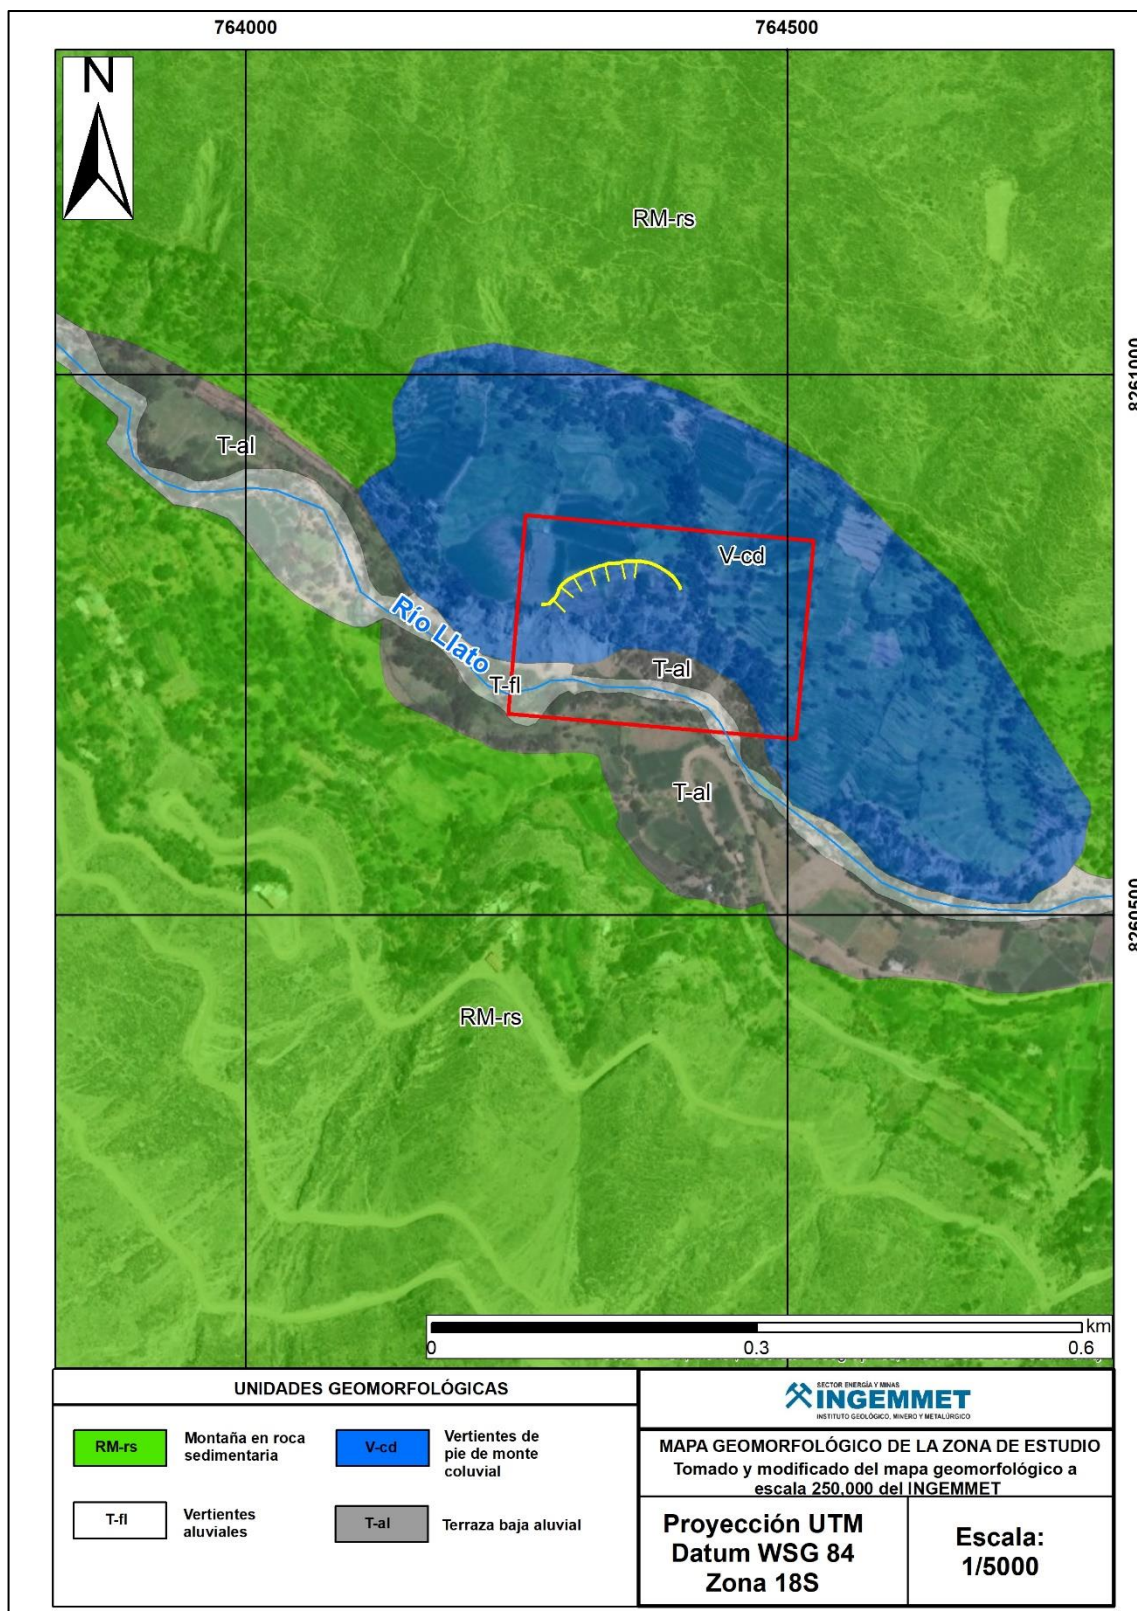 764000
764500
N
RM-rs
8261000
T-al
V-cd
Río Llato
T-al
T-fl
T-al
8260500
RM-rs
km
0
0.3
0.6
UNIDADES GEOMORFOLÓGICAS
RM-rs
Montaña en roca
sedimentaria
V-cd
Vertientes de
pie de monte
coluvial
T-fl
Vertientes
aluviales
T-al
Terraza baja aluvial
SECTOR ENERGÍA Y MINAS
INGEMMET
INSTITUTO GEOLÓGICO, MINERO Y METALÚRGICO
MAPA GEOMORFOLÓGICO DE LA ZONA DE ESTUDIO
Tomado y modificado del mapa geomorfológico a
escala 250,000 del INGEMMET
Proyección UTM
Datum WSG 84
Zona 18S
Escala:
1/5000